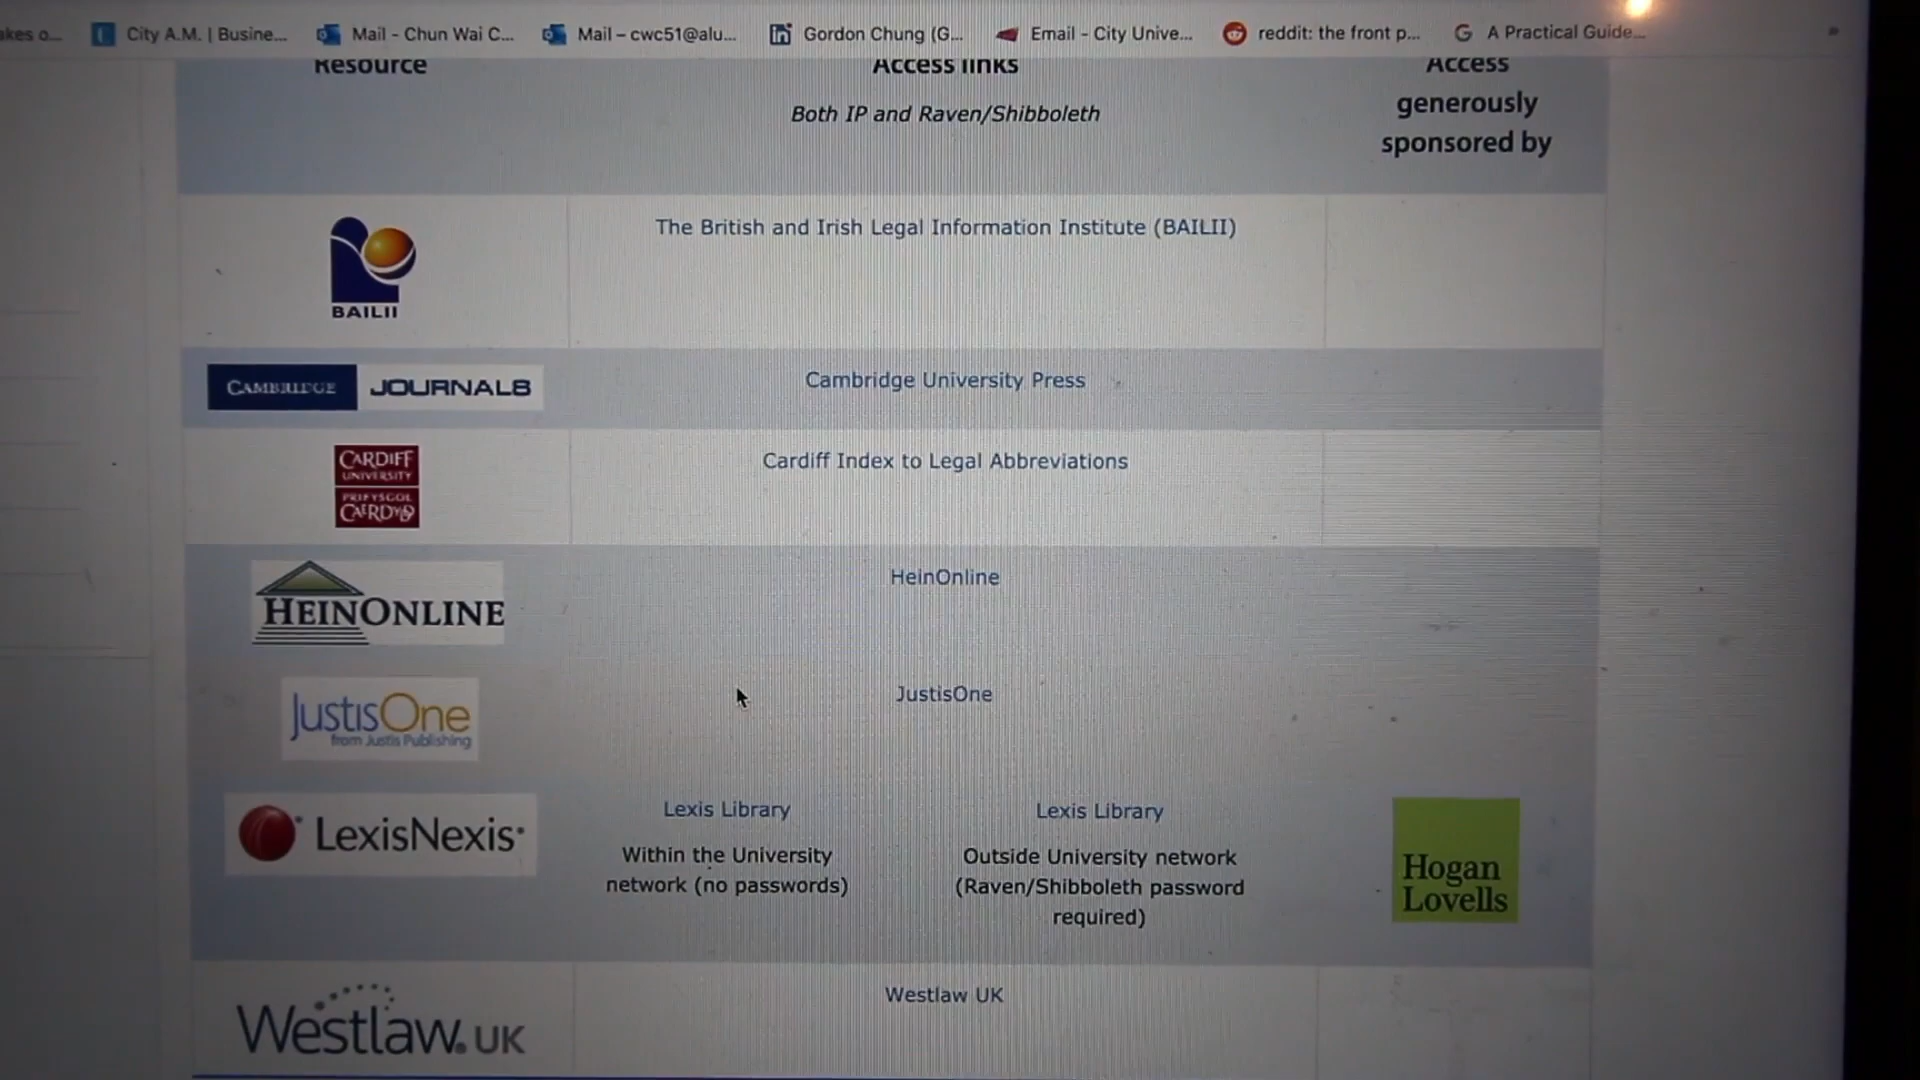 akes o...
City A.M. | Busine...
Mail - Chun Wai C...
Mail – cwc51@alu...
Gordon Chung (G...
Email - City Unive...
reddit: the front p...
A Practical Guide...
»
Resource
Access links
Access
generously
sponsored by
Both IP and Raven/Shibboleth
BAILII
The British and Irish Legal Information Institute (BAILII)
CAMBRIDGE JOURNALS
Cambridge University Press
CARDIFF
UNIVERSITY
PRIFYSGOL
CAERDYDD
Cardiff Index to Legal Abbreviations
HEINONLINE
HeinOnline
JustisOne
from Justis Publishing
JustisOne
LexisNexis
Lexis Library
Within the University
network (no passwords)
Lexis Library
Outside University network
(Raven/Shibboleth password
required)
Hogan
Lovells
Westlaw. UK
Westlaw UK